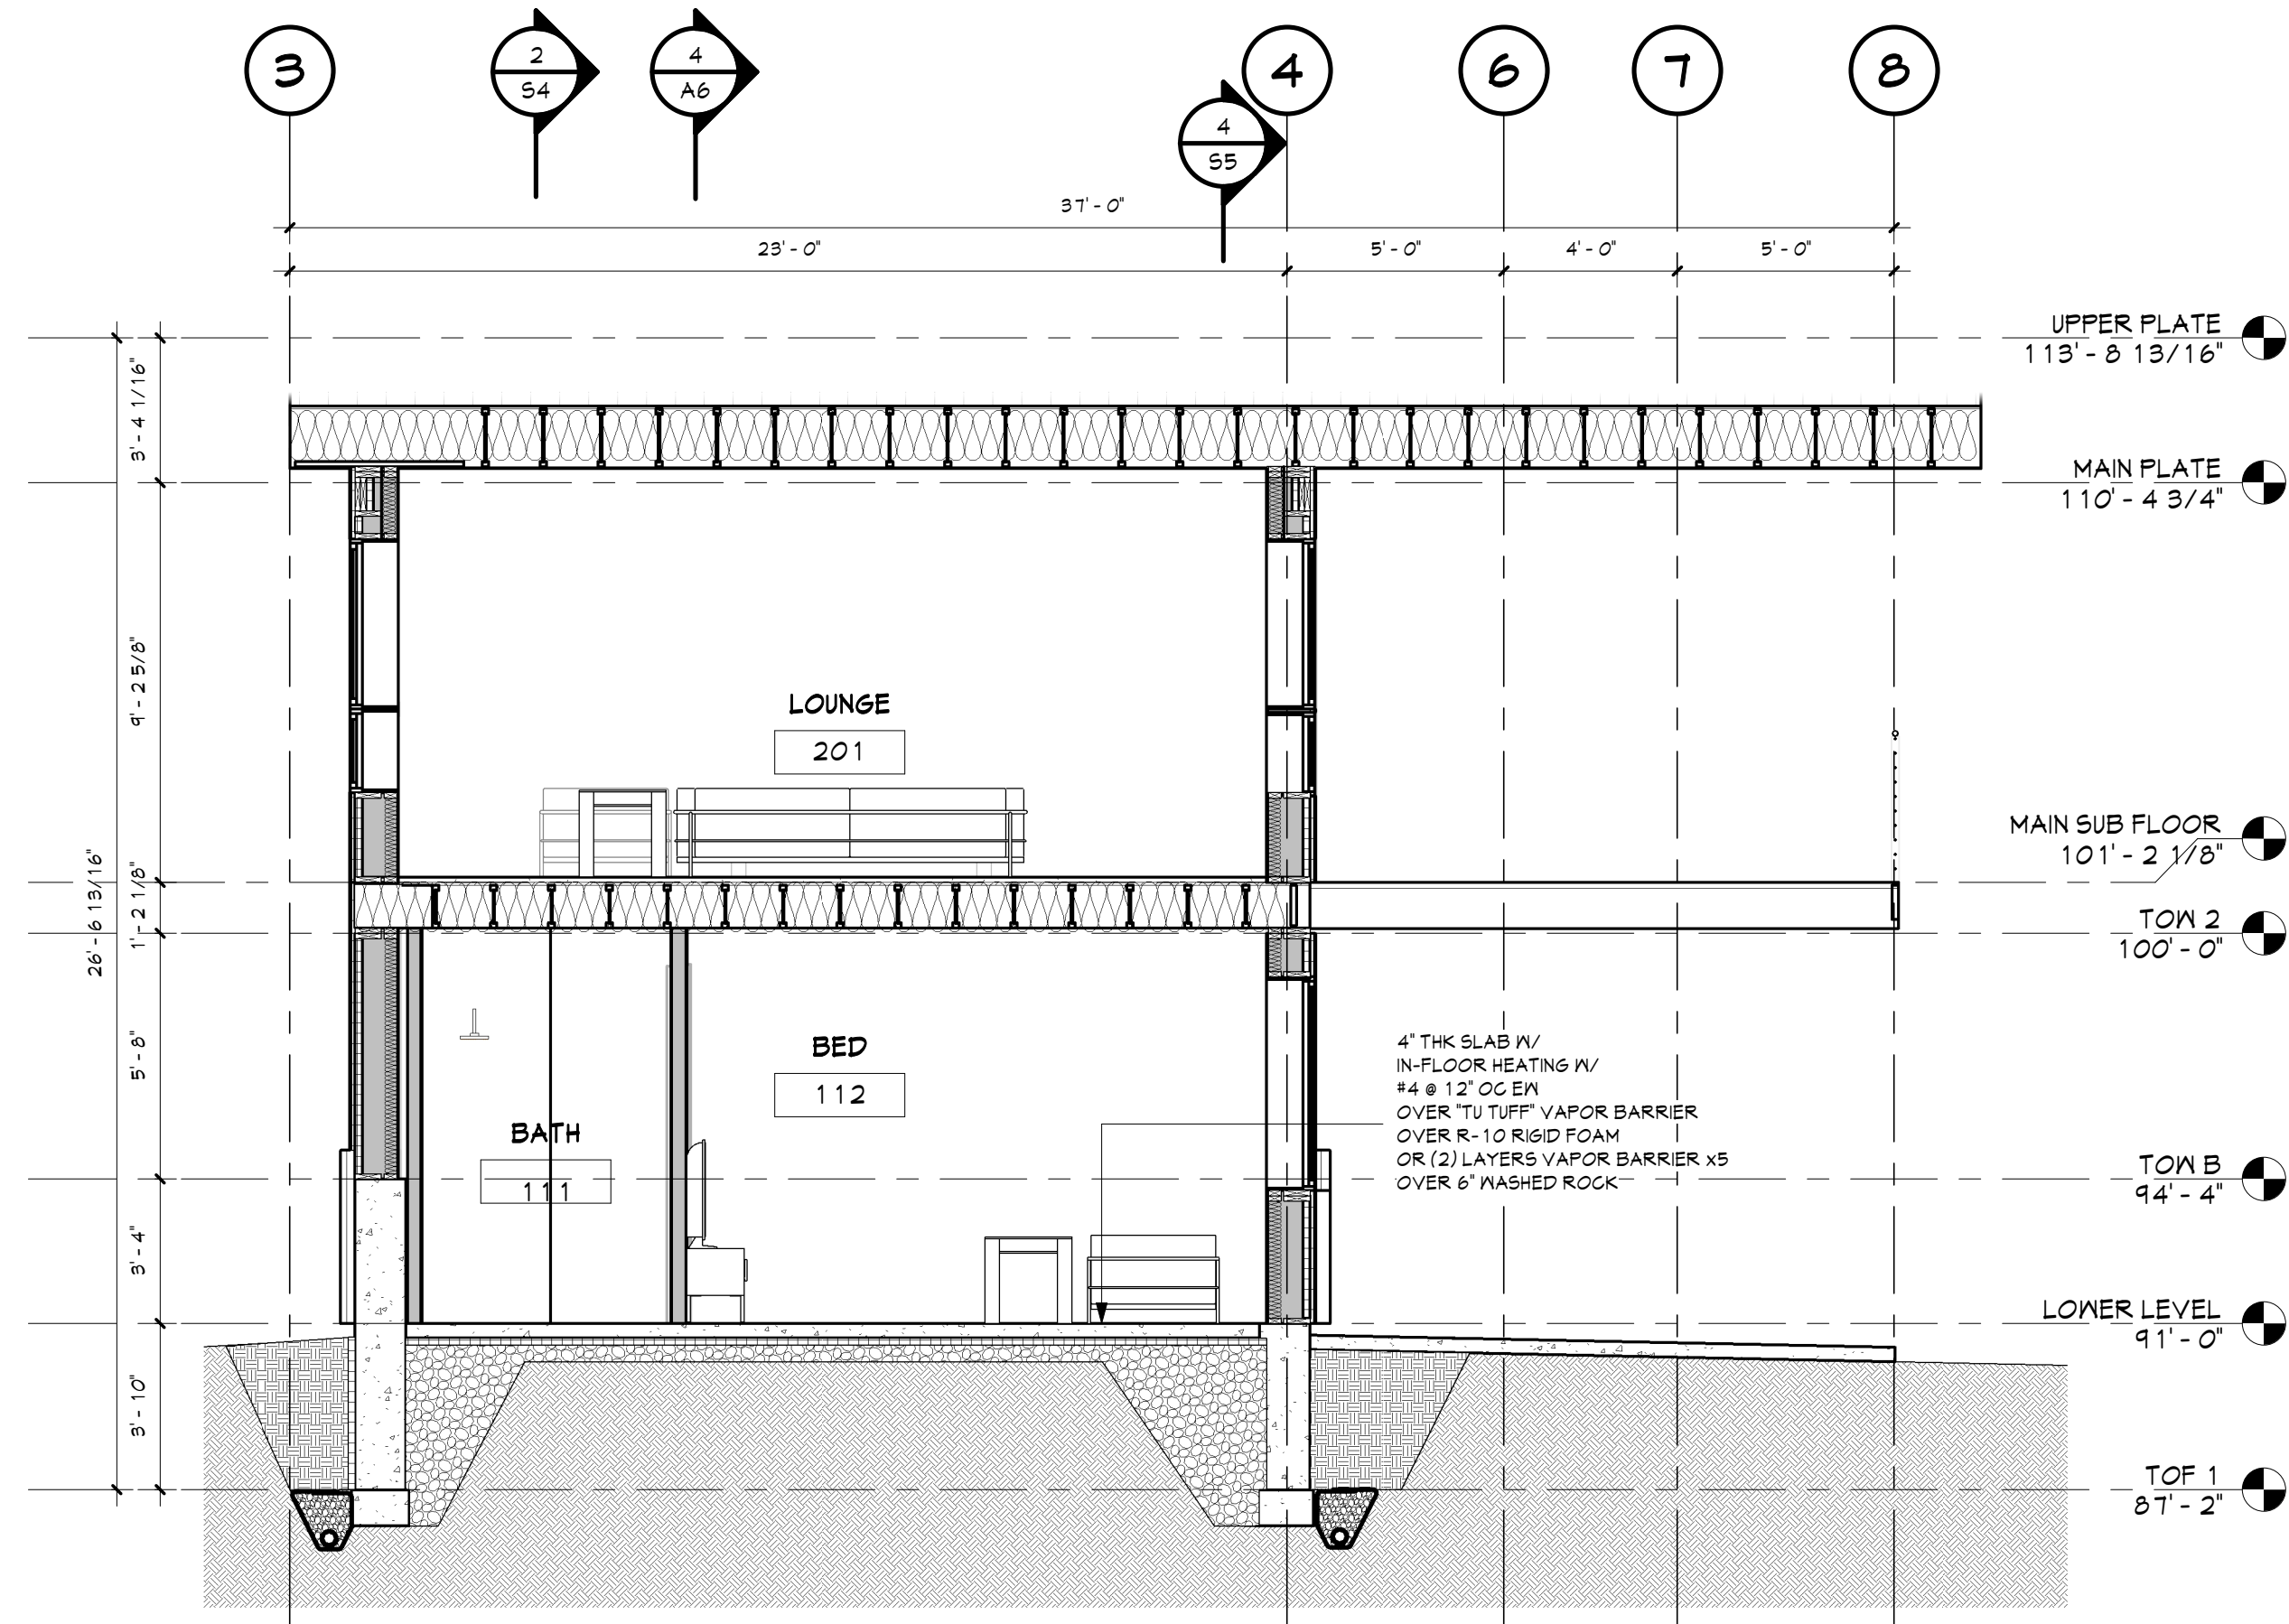 3
2
S4
4
A6
4
S5
4
6
7
8
37' - 0"
23' - 0"
5' - 0"
4' - 0"
5' - 0"
UPPER PLATE
113' - 8 13/16"
3' - 4 1/16"
MAIN PLATE
110' - 4 3/4"
9' - 2 5/8"
LOUNGE
201
MAIN SUB FLOOR
101' - 2 1/8"
26' - 6 13/16"
1' - 2 1/8"
TOW 2
100' - 0"
5' - 8"
BED
112
4" THK SLAB W/
IN-FLOOR HEATING W/
#4 @ 12" OC EW
OVER "TU TUFF" VAPOR BARRIER
OVER R-10 RIGID FOAM
OR (2) LAYERS VAPOR BARRIER x5
OVER 6" WASHED ROCK
BATH
111
TOW B
94' - 4"
3' - 4"
LOWER LEVEL
91' - 0"
3' - 10"
TOF 1
87' - 2"